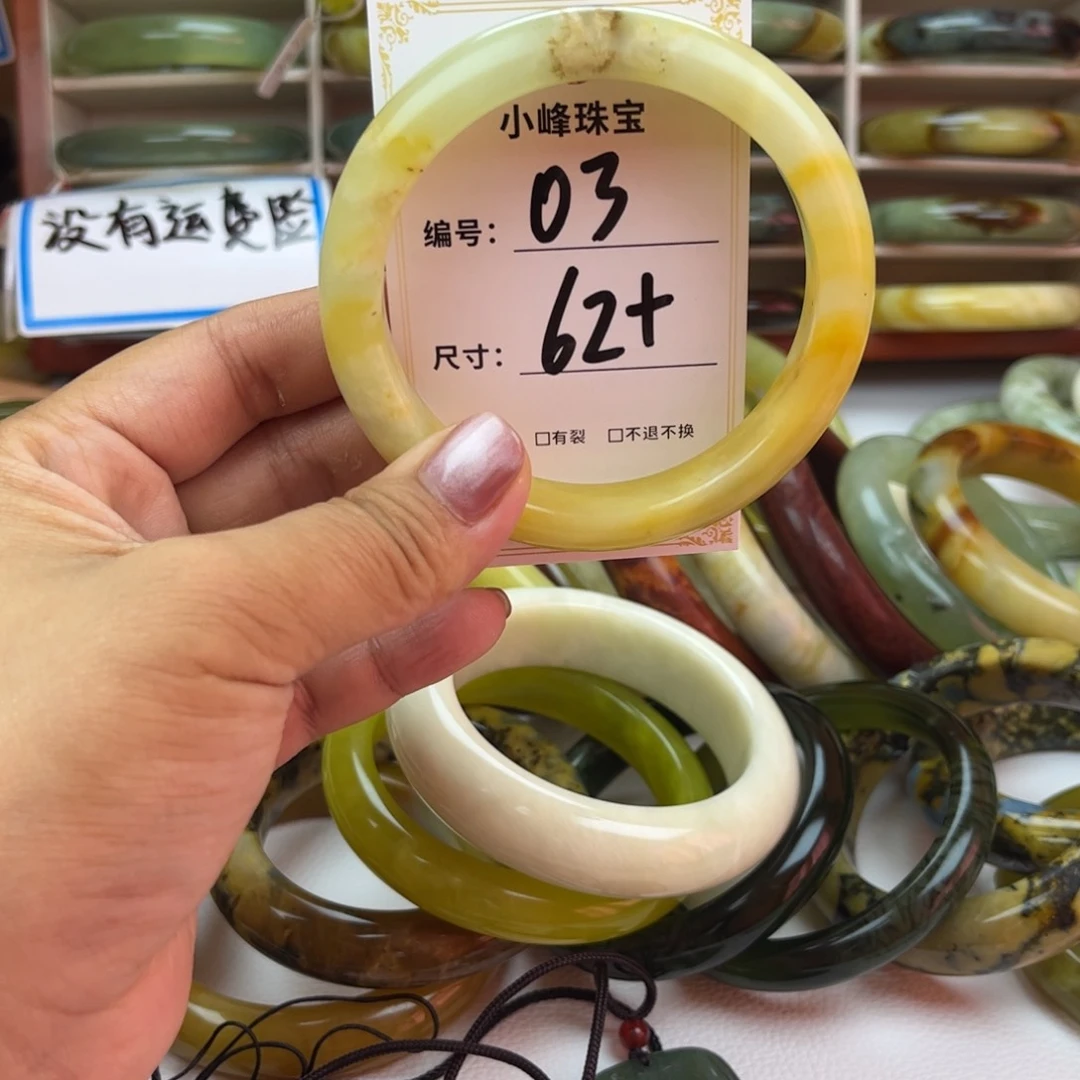 小峰珠宝
编号: 03
尺寸: 62+
□有裂 □不退不换
没有运费险